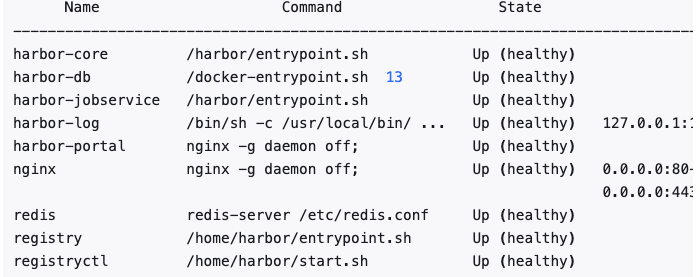 Name Command State
harbor-core /harbor/entrypoint.sh Up (healthy)
harbor-db /docker-entrypoint.sh 13 Up (healthy)
harbor-jobservice /harbor/entrypoint.sh Up (healthy)
harbor-log /bin/sh -c /usr/local/bin/ ... Up (healthy) 127.0.0.1:1
harbor-portal nginx -g daemon off; Up (healthy)
nginx nginx -g daemon off; Up (healthy) 0.0.0.0:80-
0.0.0.0:443
redis redis-server /etc/redis.conf Up (healthy)
registry /home/harbor/entrypoint.sh Up (healthy)
registryctl /home/harbor/start.sh Up (healthy)